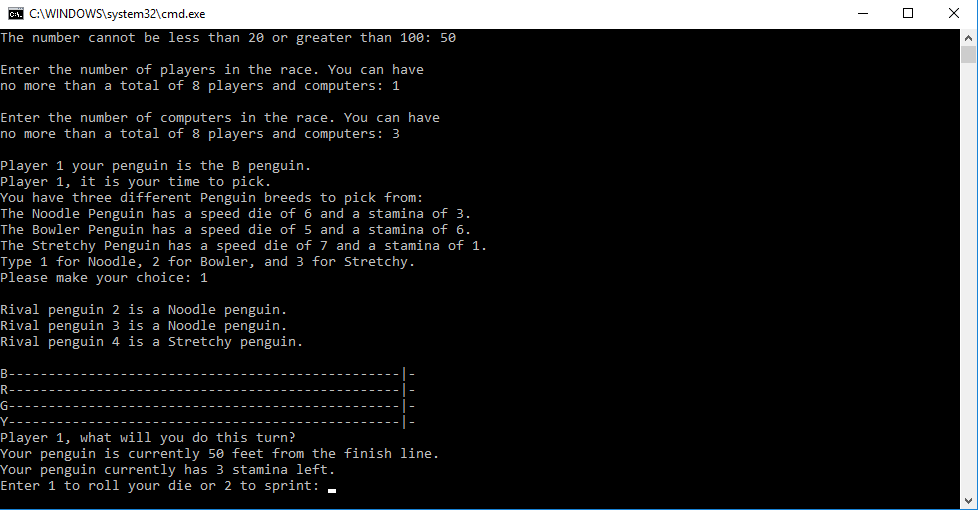 C:\WINDOWS\system32\cmd.exe
The number cannot be less than 20 or greater than 100: 50
Enter the number of players in the race. You can have
no more than a total of 8 players and computers: 1
Enter the number of computers in the race. You can have
no more than a total of 8 players and computers: 3
Player 1 your penguin is the B penguin.
Player 1, it is your time to pick.
You have three different Penguin breeds to pick from:
The Noodle Penguin has a speed die of 6 and a stamina of 3.
The Bowler Penguin has a speed die of 5 and a stamina of 6.
The Stretchy Penguin has a speed die of 7 and a stamina of 1.
Type 1 for Noodle, 2 for Bowler, and 3 for Stretchy.
Please make your choice: 1
Rival penguin 2 is a Noodle penguin.
Rival penguin 3 is a Noodle penguin.
Rival penguin 4 is a Stretchy penguin.
B-------------------------------------------------|-
R-------------------------------------------------|-
G-------------------------------------------------|-
Y-------------------------------------------------|-
Player 1, what will you do this turn?
Your penguin is currently 50 feet from the finish line.
Your penguin currently has 3 stamina left.
Enter 1 to roll your die or 2 to sprint: